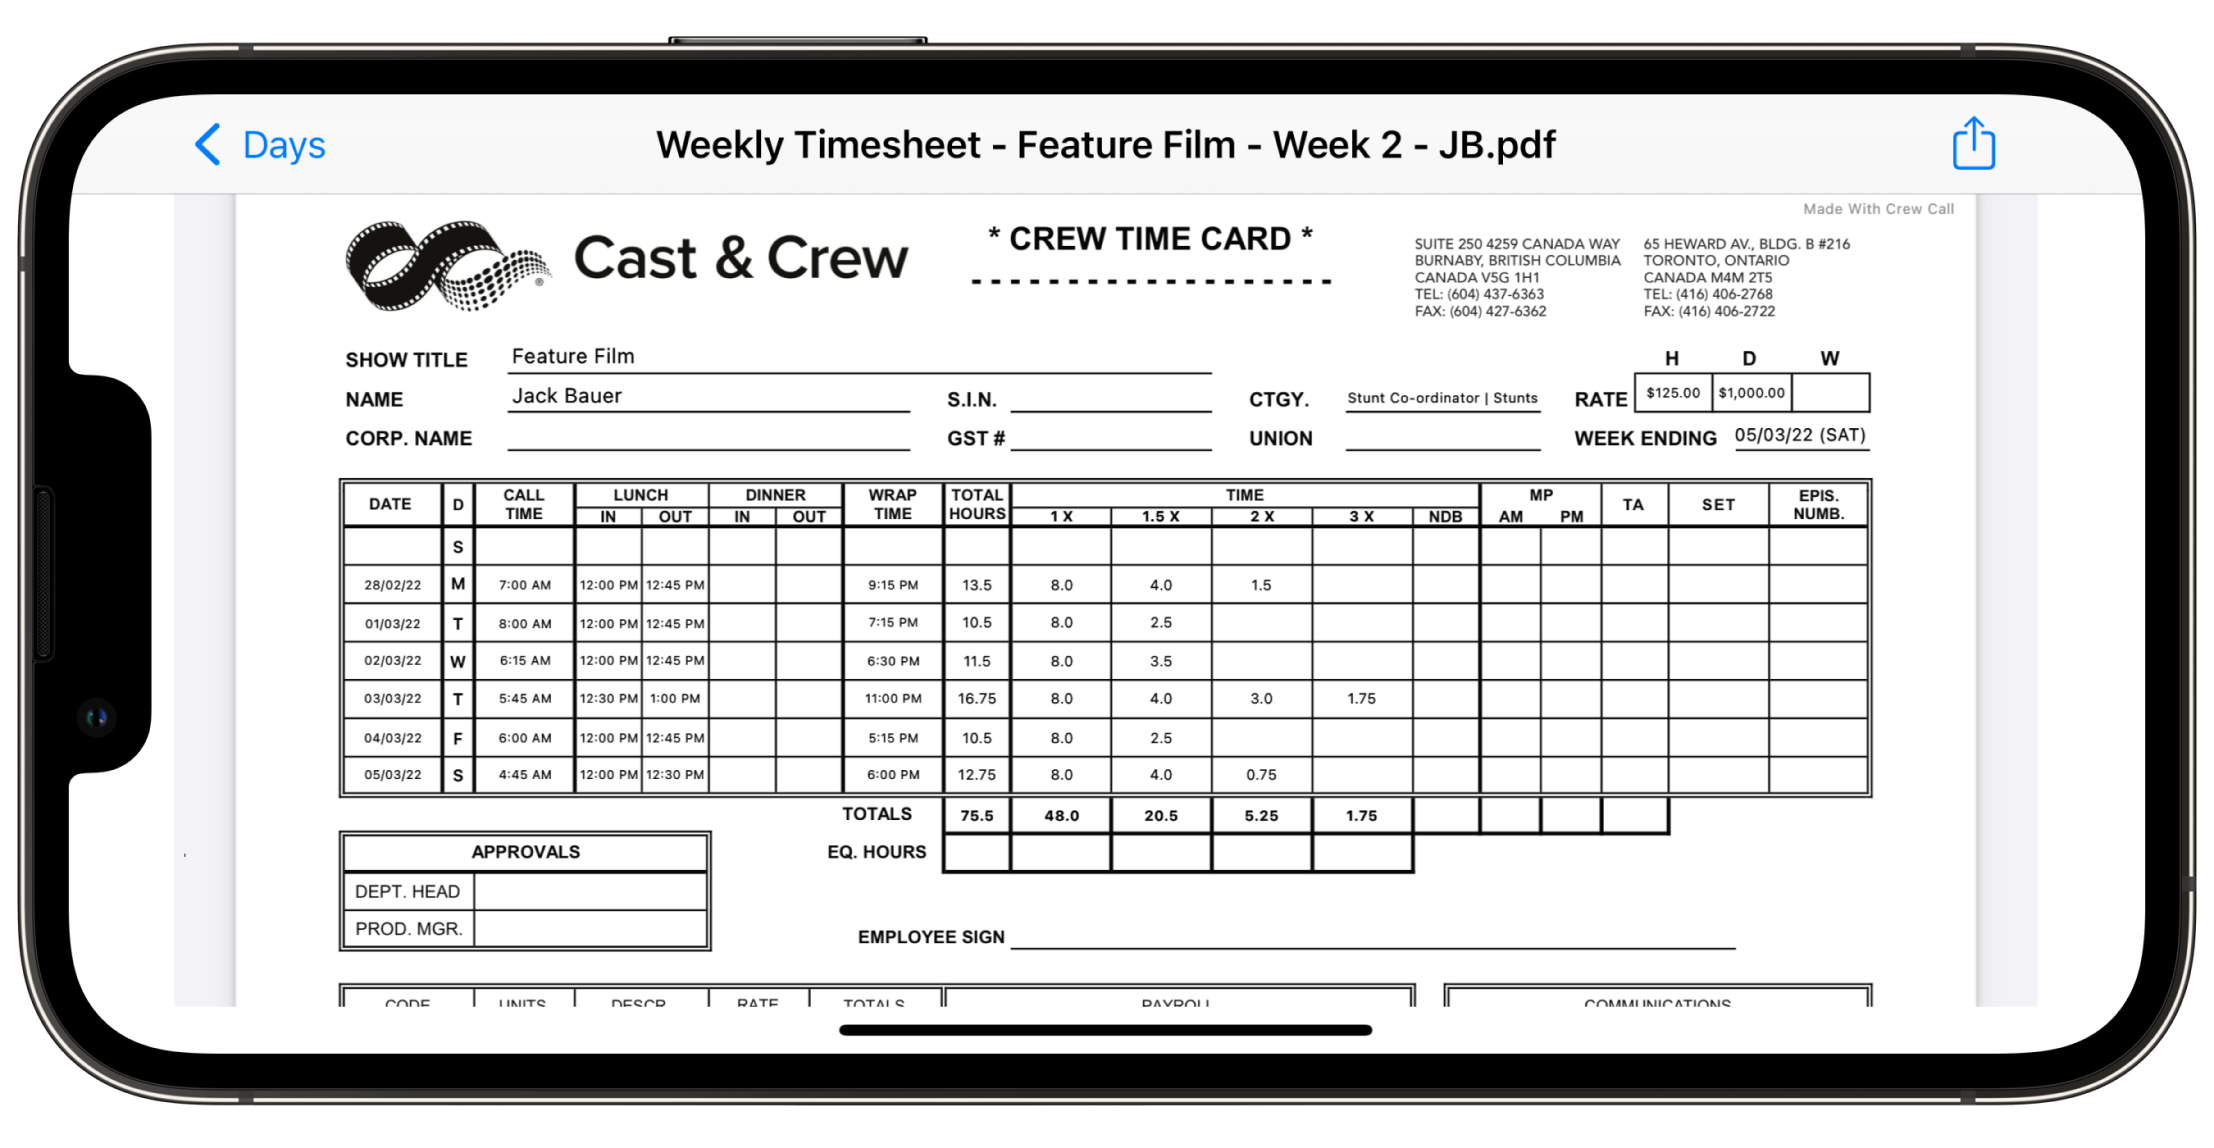 Days
Weekly Timesheet - Feature Film - Week 2 - JB.pdf
Made With Crew Call
Cast & Crew ®
* CREW TIME CARD *
- - - - - - - - - - - - - - - - - - -
SUITE 250 4259 CANADA WAY
BURNABY, BRITISH COLUMBIA
CANADA V5G 1H1
TEL: (604) 437-6363
FAX: (604) 427-6362
65 HEWARD AV., BLDG. B #216
TORONTO, ONTARIO
CANADA M4M 2T5
TEL: (416) 406-2768
FAX: (416) 406-2722
H D W
SHOW TITLE Feature Film
NAME Jack Bauer S.I.N. CTGY. Stunt Co-ordinator | Stunts RATE $125.00 $1,000.00
CORP. NAME GST # UNION WEEK ENDING 05/03/22 (SAT)
DATE D CALL TIME LUNCH DINNER WRAP TIME TOTAL HOURS TIME MP TA SET EPIS. NUMB.
IN OUT IN OUT 1 X 1.5 X 2 X 3 X NDB AM PM
S
28/02/22 M 7:00 AM 12:00 PM 12:45 PM 9:15 PM 13.5 8.0 4.0 1.5
01/03/22 T 8:00 AM 12:00 PM 12:45 PM 7:15 PM 10.5 8.0 2.5
02/03/22 W 6:15 AM 12:00 PM 12:45 PM 6:30 PM 11.5 8.0 3.5
03/03/22 T 5:45 AM 12:30 PM 1:00 PM 11:00 PM 16.75 8.0 4.0 3.0 1.75
04/03/22 F 6:00 AM 12:00 PM 12:45 PM 5:15 PM 10.5 8.0 2.5
05/03/22 S 4:45 AM 12:00 PM 12:30 PM 6:00 PM 12.75 8.0 4.0 0.75
TOTALS 75.5 48.0 20.5 5.25 1.75
EQ. HOURS
APPROVALS
DEPT. HEAD
PROD. MGR.
EMPLOYEE SIGN
CODE UNITS DESCR RATE TOTALS PAYROLL COMMUNICATIONS